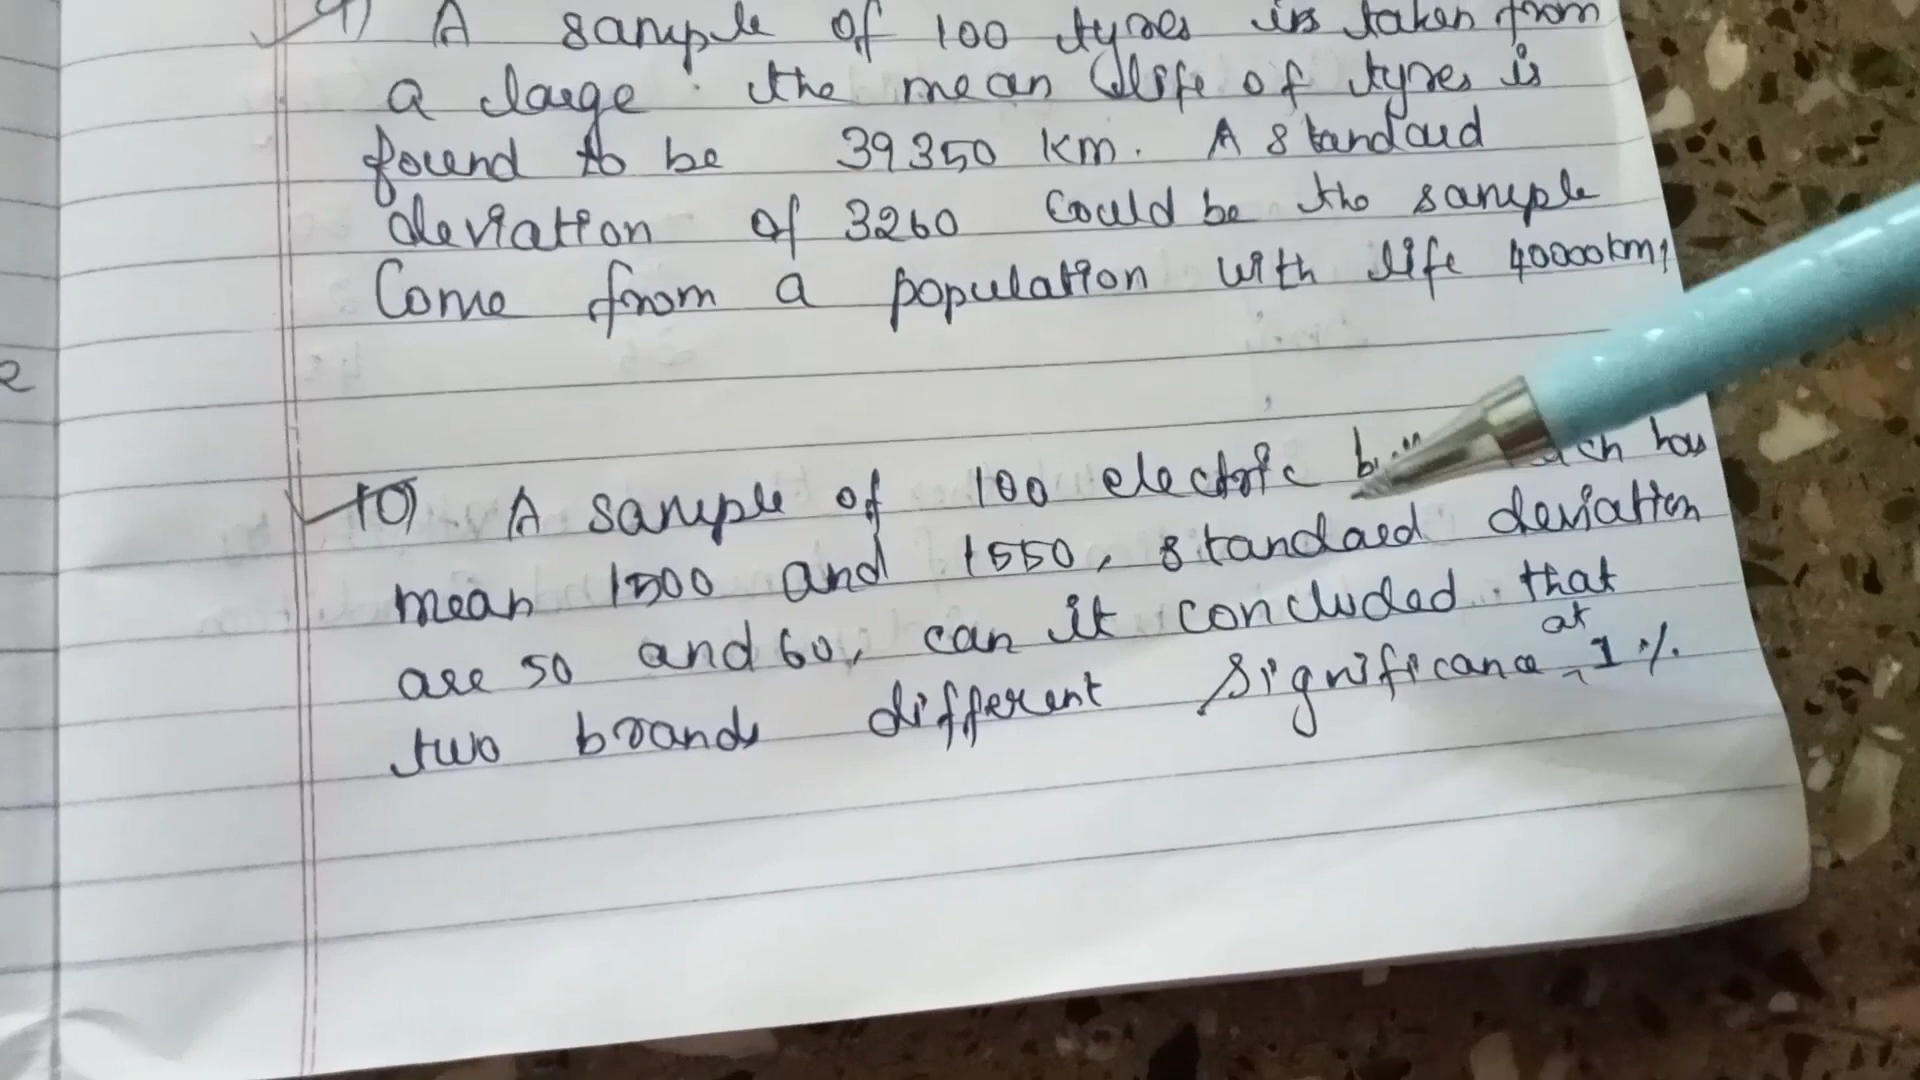 9) A sample of 100 tyres is taken from
a large . the mean life of tyres is
found to be 39350 km. A standard
deviation of 3260 Could be the sample
Come from a population with life 40000km,
2
10) A sample of 100 electric has
mean 1500 and 1550, standard deviation
are 50 and 60, can it concluded that
two brands different significance at 1%